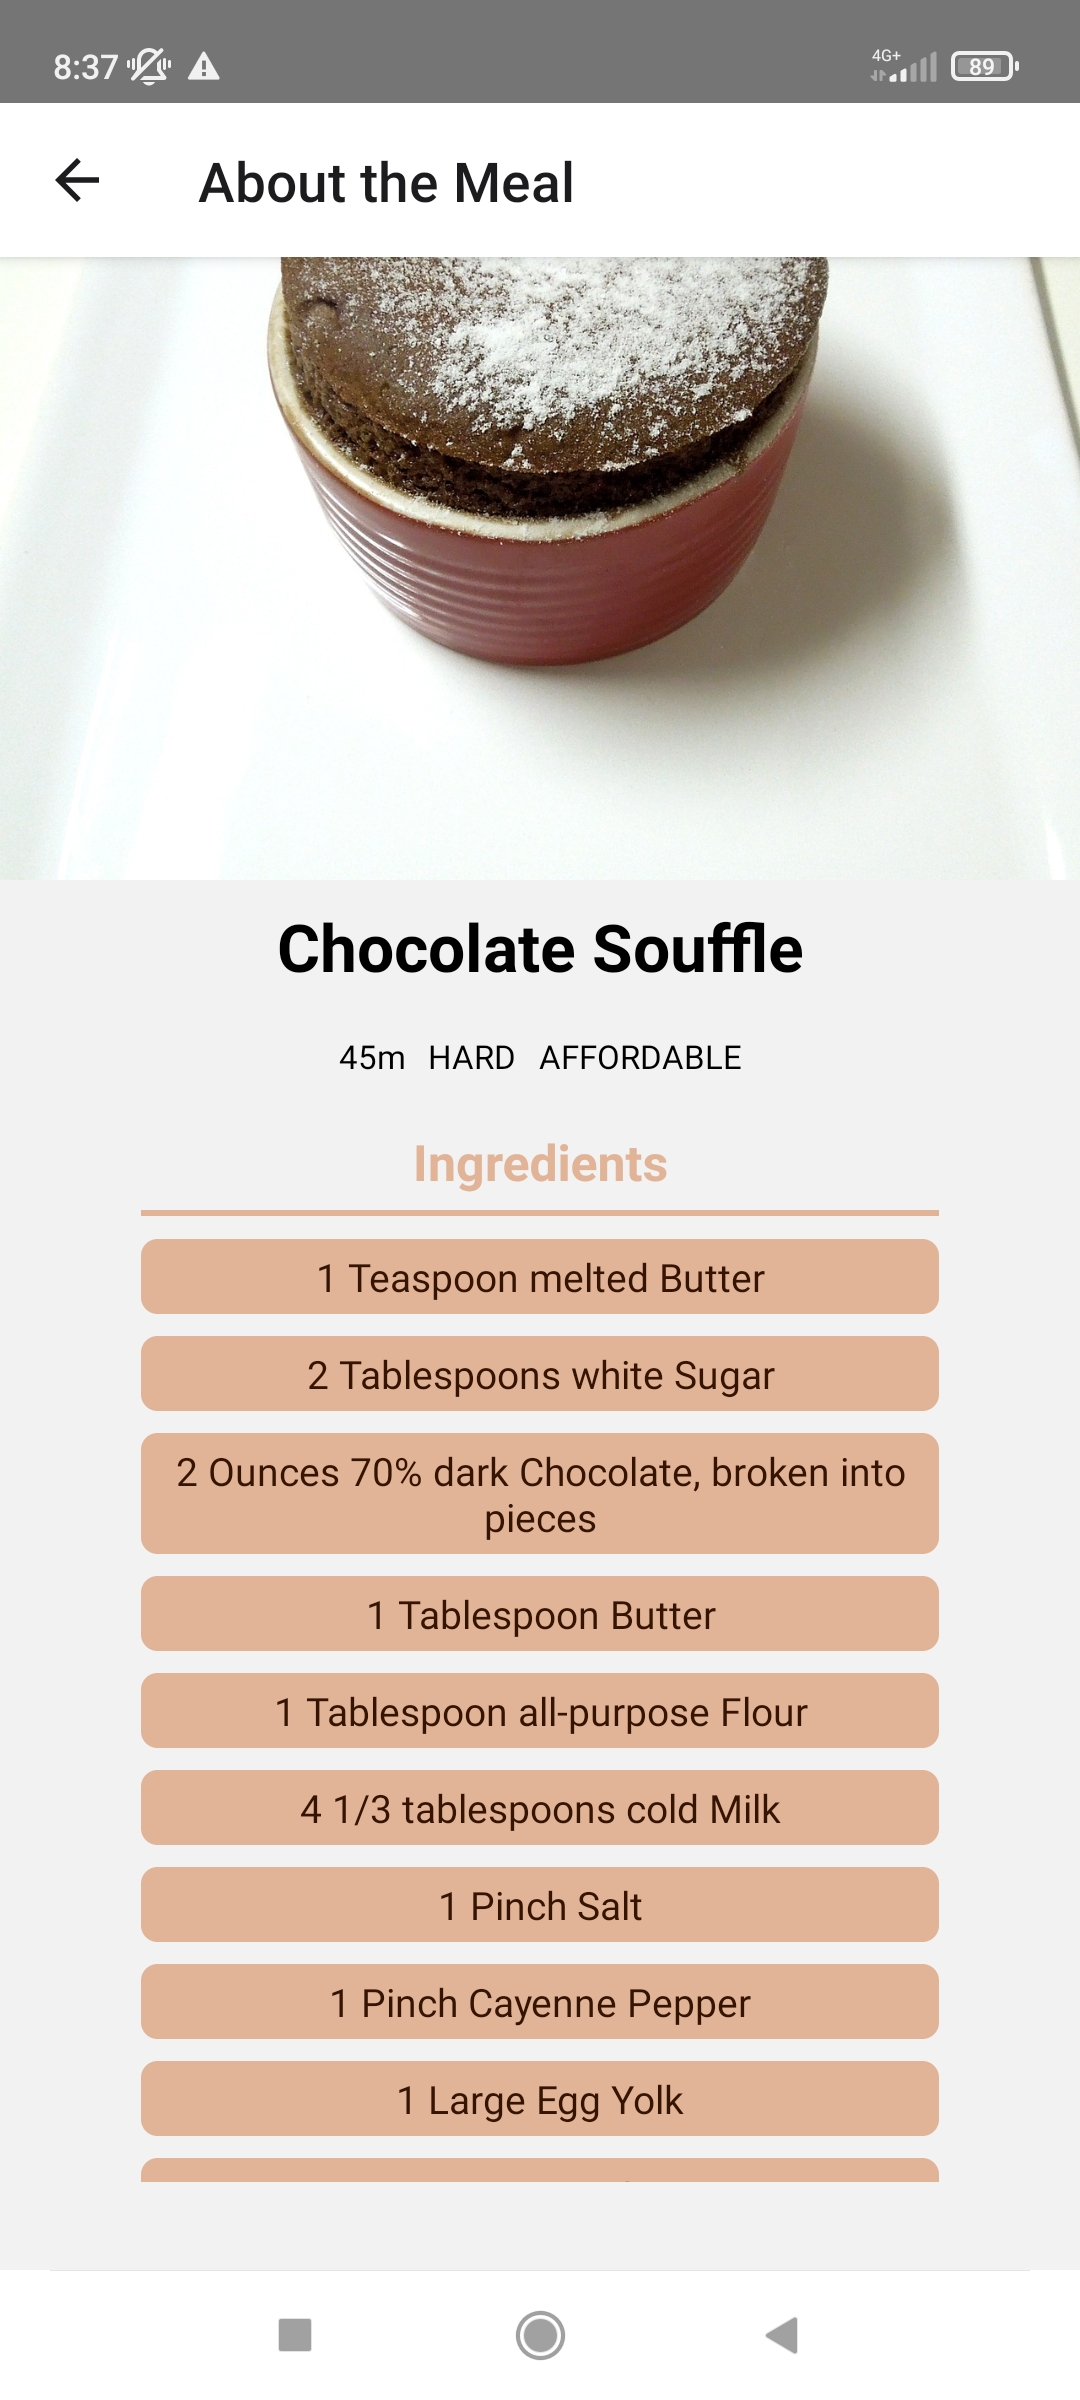 8:37
4G+
89
About the Meal
Chocolate Souffle
45m HARD AFFORDABLE
Ingredients
1 Teaspoon melted Butter
2 Tablespoons white Sugar
2 Ounces 70% dark Chocolate, broken into
pieces
1 Tablespoon Butter
1 Tablespoon all-purpose Flour
4 1/3 tablespoons cold Milk
1 Pinch Salt
1 Pinch Cayenne Pepper
1 Large Egg Yolk